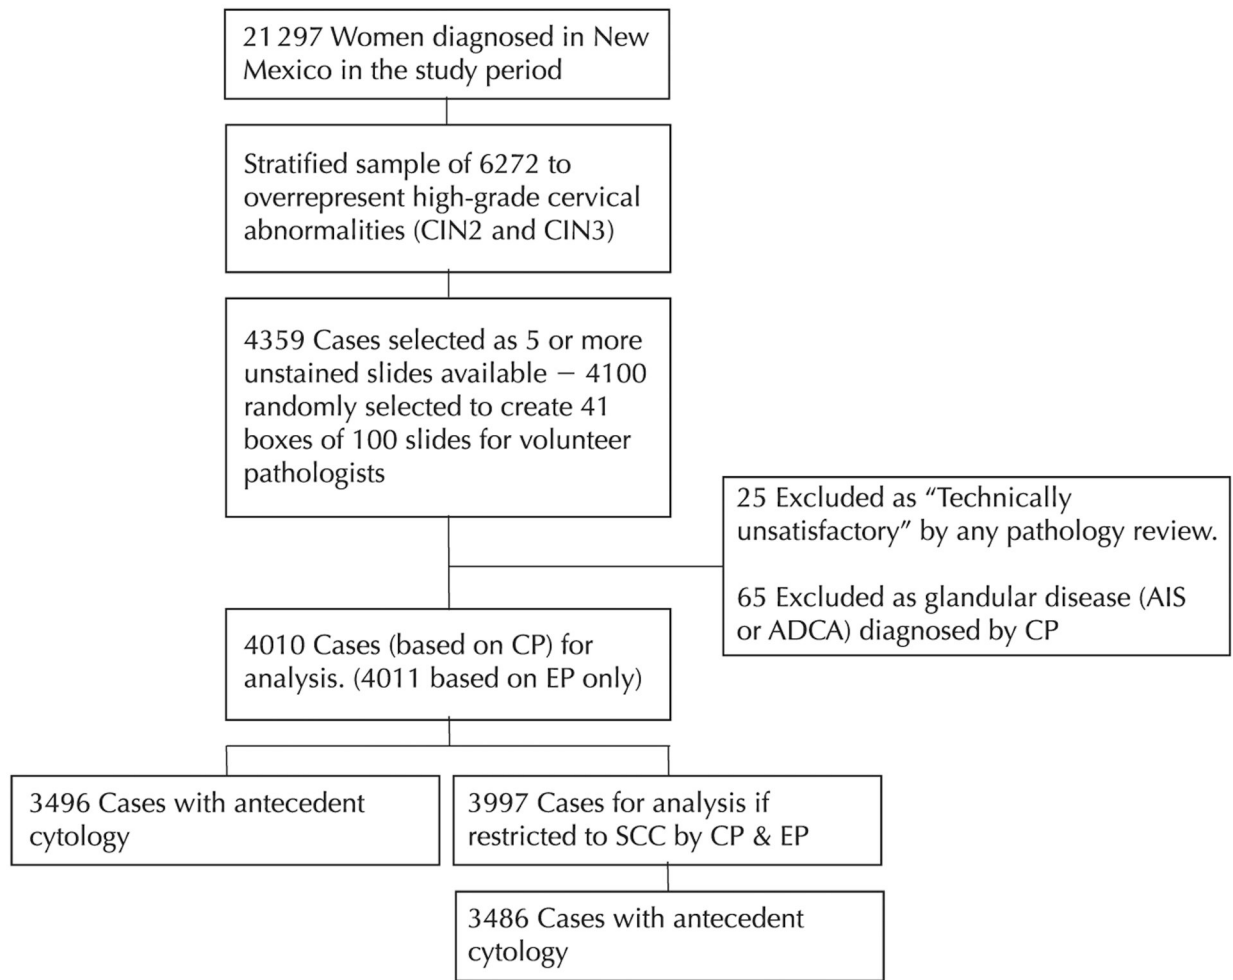 21 297 Women diagnosed in New
Mexico in the study period
Stratified sample of 6272 to
overrepresent high-grade cervical
abnormalities (CIN2 and CIN3)
4359 Cases selected as 5 or more
unstained slides available − 4100
randomly selected to create 41
boxes of 100 slides for volunteer
pathologists
25 Excluded as “Technically
unsatisfactory” by any pathology review.
65 Excluded as glandular disease (AIS
or ADCA) diagnosed by CP
4010 Cases (based on CP) for
analysis. (4011 based on EP only)
3496 Cases with antecedent
cytology
3997 Cases for analysis if
restricted to SCC by CP & EP
3486 Cases with antecedent
cytology